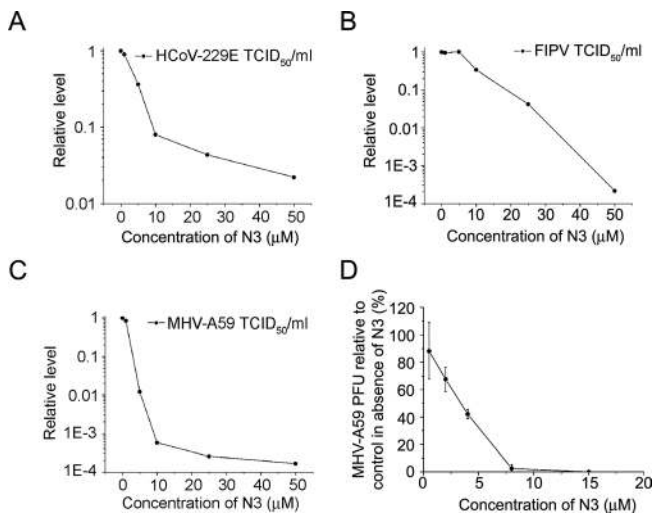 A
HCoV-229E TCID₅₀/ml
Relative level
1
0.1
0.01
0 10 20 30 40 50
Concentration of N3 (μM)
B
FIPV TCID₅₀/ml
Relative level
1
0.1
0.01
1E-3
1E-4
0 10 20 30 40 50
Concentration of N3 (μM)
C
MHV-A59 TCID₅₀/ml
Relative level
1
0.1
0.01
1E-3
1E-4
0 10 20 30 40 50
Concentration of N3 (μM)
D
MHV-A59 PFU relative to
control in absence of N3 (%)
120
100
80
60
40
20
0
0 5 10 15 20
Concentration of N3 (μM)